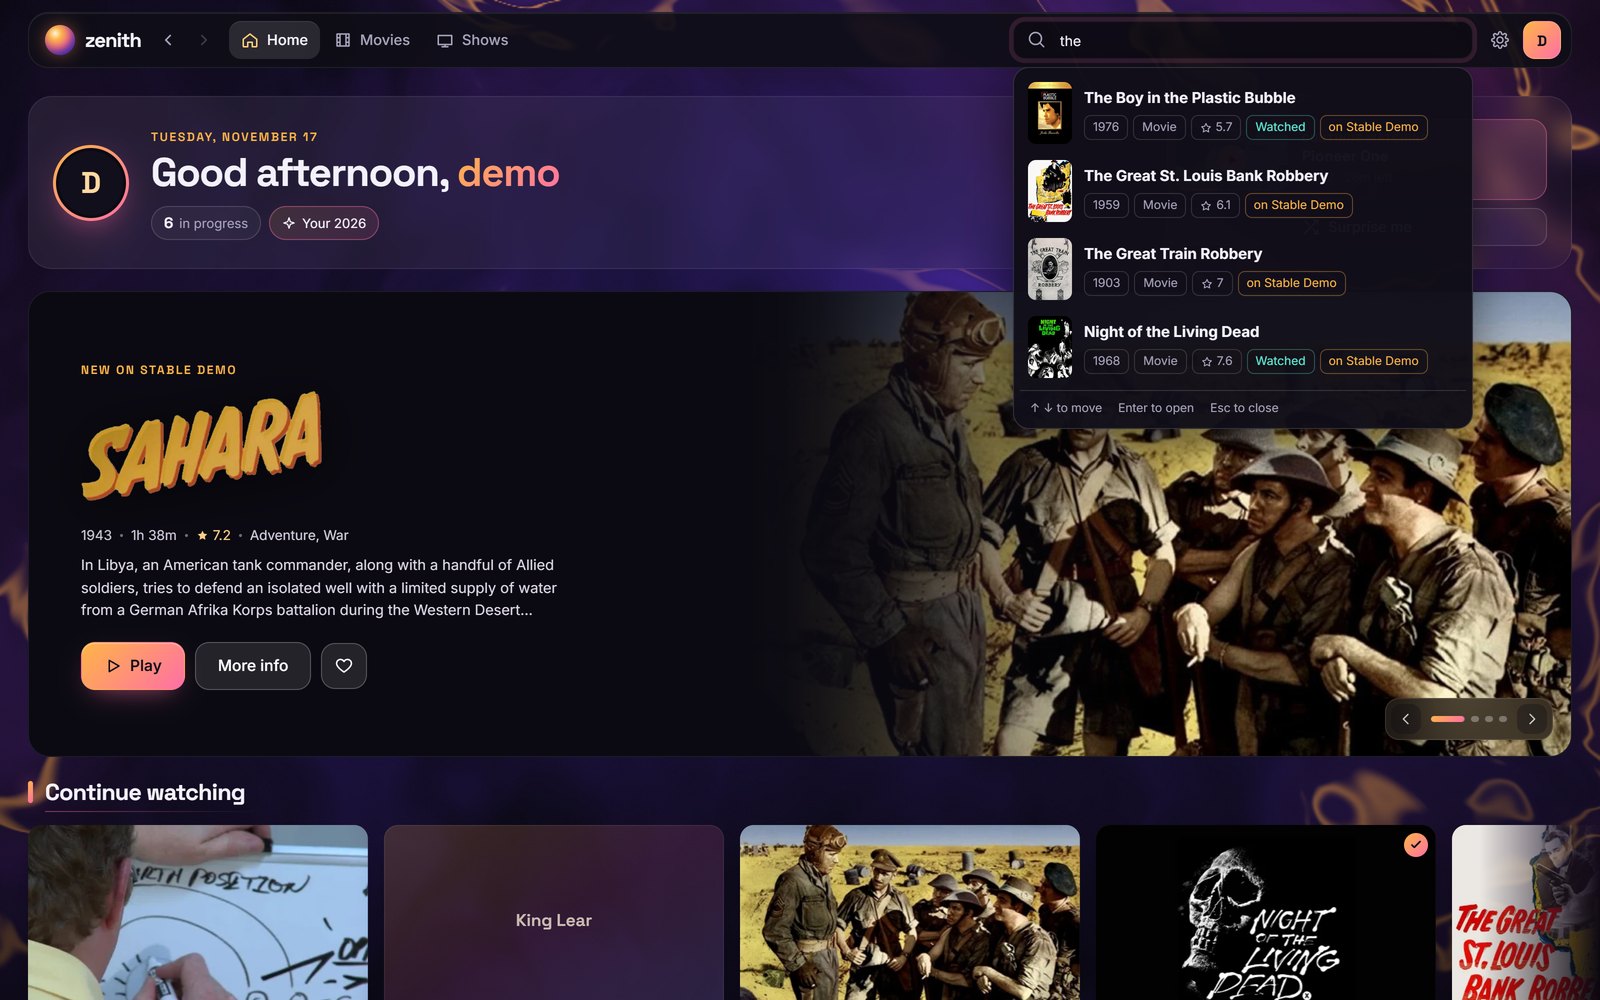 zenith
Home
Movies
Shows
the
D
The Boy in the Plastic Bubble
1976 Movie 5.7 Watched on Stable Demo
The Great St. Louis Bank Robbery
1959 Movie 6.1 on Stable Demo
The Great Train Robbery
1903 Movie 7 on Stable Demo
Night of the Living Dead
1968 Movie 7.6 Watched on Stable Demo
↑ ↓ to move Enter to open Esc to close
Pioneer One
Surprise me
D
TUESDAY, NOVEMBER 17
Good afternoon, demo
6 in progress
Your 2026
NEW ON STABLE DEMO
SAHARA
1943 • 1h 38m • ★ 7.2 • Adventure, War
In Libya, an American tank commander, along with a handful of Allied
soldiers, tries to defend an isolated well with a limited supply of water
from a German Afrika Korps battalion during the Western Desert...
Play
More info
Continue watching
BIRTH POSITION
King Lear
NIGHT
OF THE
LIVING
DEAD.
THE GREAT
ST. LOUIS
BANK